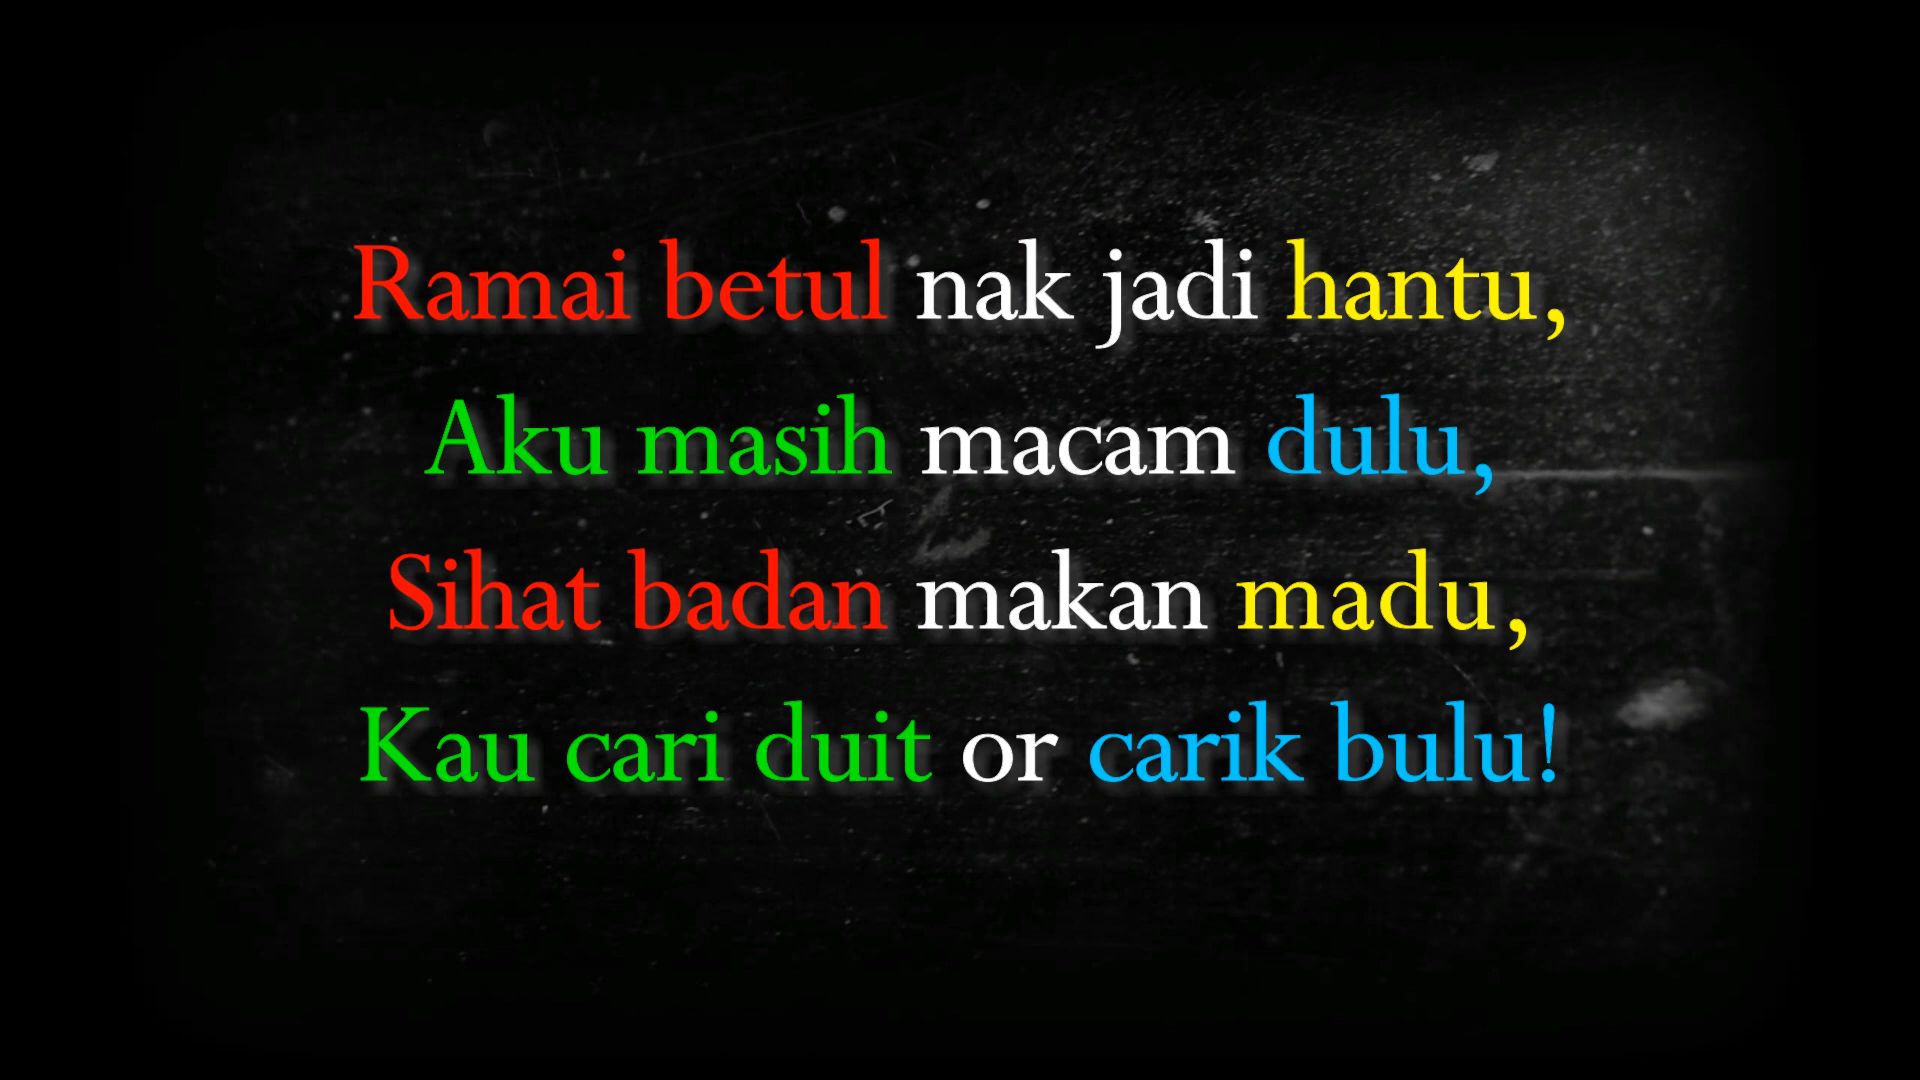 Ramai betul nak jadi hantu,
Aku masih macam dulu,
Sihat badan makan madu,
Kau cari duit or carik bulu!